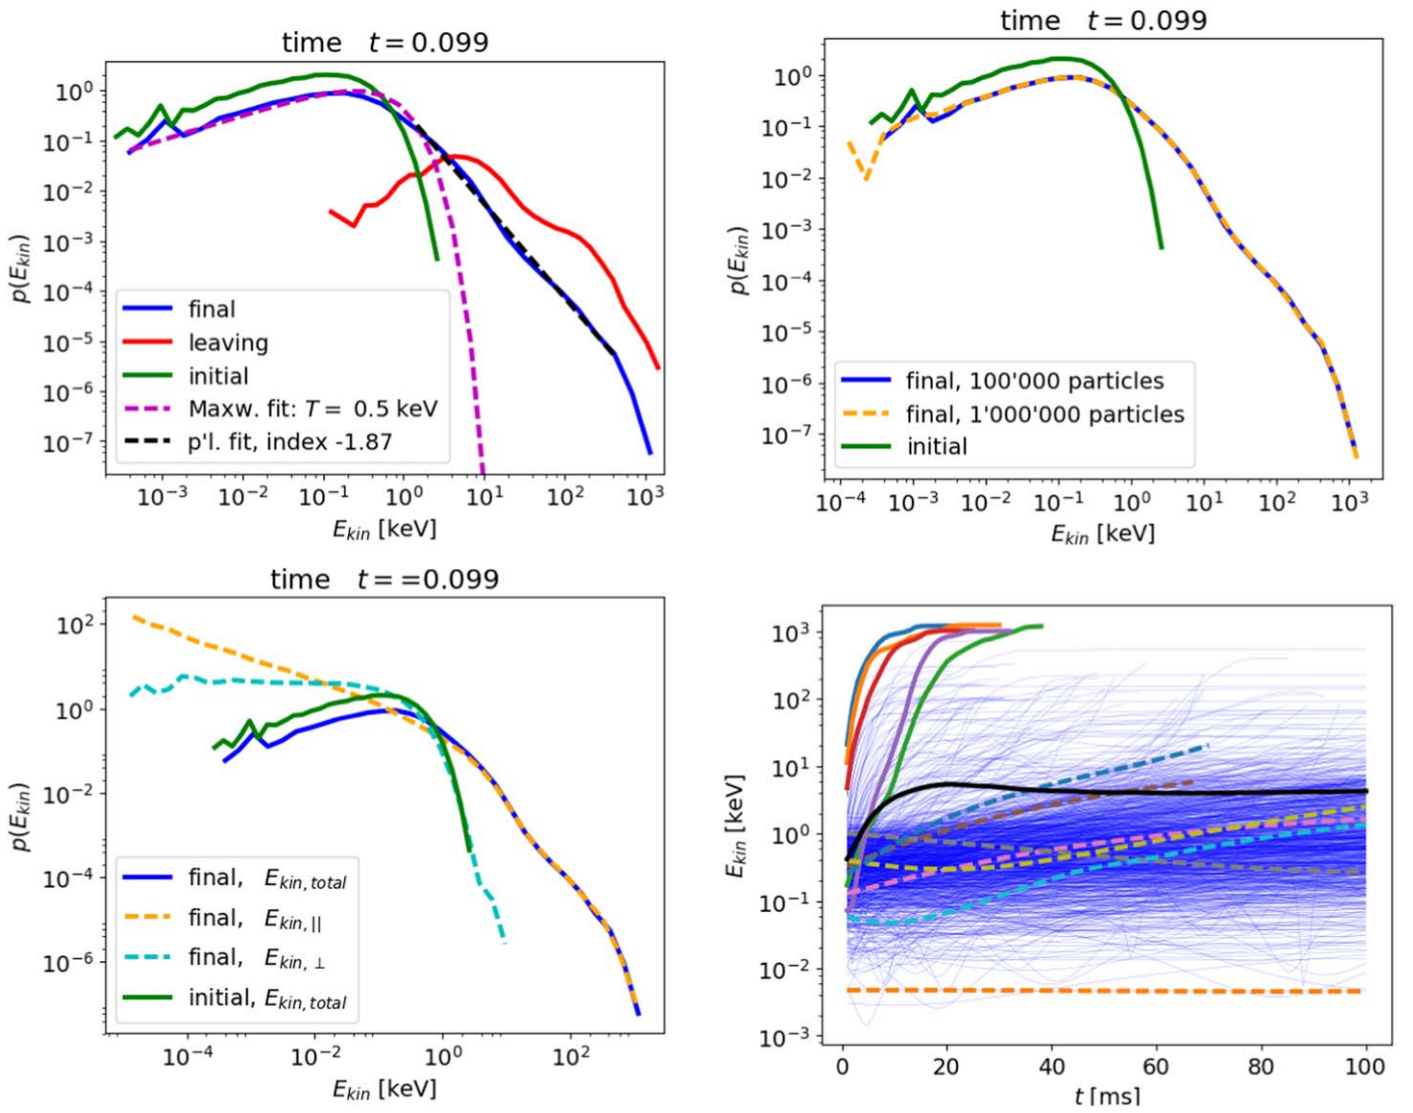 time t = 0.099
p(E_kin)
10^0
10^-1
10^-2
10^-3
10^-4
10^-5
10^-6
10^-7
final
leaving
initial
Maxw. fit: T = 0.5 keV
p'l. fit, index -1.87
10^-3 10^-2 10^-1 10^0 10^1 10^2 10^3
E_kin [keV]
time t = 0.099
p(E_kin)
10^0
10^-1
10^-2
10^-3
10^-4
10^-5
10^-6
10^-7
final, 100'000 particles
final, 1'000'000 particles
initial
10^-4 10^-3 10^-2 10^-1 10^0 10^1 10^2 10^3
E_kin [keV]
time t = =0.099
p(E_kin)
10^2
10^0
10^-2
10^-4
10^-6
final, E_kin,total
final, E_kin,||
final, E_kin,⊥
initial, E_kin,total
10^-4 10^-2 10^0 10^2
E_kin [keV]
E_kin [keV]
10^3
10^2
10^1
10^0
10^-1
10^-2
10^-3
0 20 40 60 80 100
t [ms]